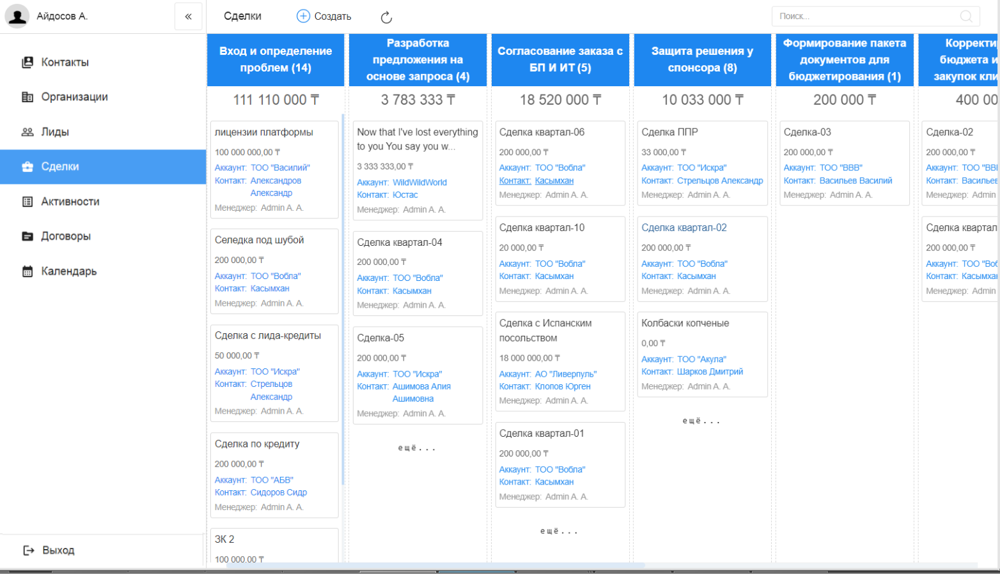 Айдосов А.
«
Сделки
Создать
Поиск...
Контакты
Организации
Лиды
Сделки
Активности
Договоры
Календарь
Выход
Вход и определение
проблем (14)
111 110 000 ₸
лицензии платформы
100 000 000,00 ₸
Аккаунт: ТОО "Василий"
Контакт: Александров
Александр
Менеджер: Admin A. A.
Селедка под шубой
200 000,00 ₸
Аккаунт: ТОО "Вобла"
Контакт: Касымхан
Менеджер: Admin A. A.
Сделка с лида-кредиты
50 000,00 ₸
Аккаунт: ТОО "Искра"
Контакт: Стрельцов
Александр
Менеджер: Admin A. A.
Сделка по кредиту
200 000,00 ₸
Аккаунт: ТОО "АБВ"
Контакт: Сидоров Сидр
Менеджер: Admin A. A.
ЗК 2
100 000,00 ₸
Разработка
предложения на
основе запроса (4)
3 783 333 ₸
Now that I've lost everything
to you You say you w...
3 333 333,00 ₸
Аккаунт: WildWildWorld
Контакт: Юстас
Менеджер: Admin A. A.
Сделка квартал-04
200 000,00 ₸
Аккаунт: ТОО "Вобла"
Контакт: Касымхан
Менеджер: Admin A. A.
Сделка-05
200 000,00 ₸
Аккаунт: ТОО "Искра"
Контакт: Ашимова Алия
Ашимовна
Менеджер: Admin A. A.
ещё...
Согласование заказа с
БП И ИТ (5)
18 520 000 ₸
Сделка квартал-06
200 000,00 ₸
Аккаунт: ТОО "Вобла"
Контакт: Касымхан
Менеджер: Admin A. A.
Сделка квартал-10
20 000,00 ₸
Аккаунт: ТОО "Вобла"
Контакт: Касымхан
Менеджер: Admin A. A.
Сделка с Испанским
посольством
18 000 000,00 ₸
Аккаунт: АО "Ливерпуль"
Контакт: Клопов Юрген
Менеджер: Admin A. A.
Сделка квартал-01
200 000,00 ₸
Аккаунт: ТОО "Вобла"
Контакт: Касымхан
Менеджер: Admin A. A.
ещё...
Защита решения у
спонсора (8)
10 033 000 ₸
Сделка ППР
33 000,00 ₸
Аккаунт: ТОО "Искра"
Контакт: Стрельцов Александр
Менеджер: Admin A. A.
Сделка квартал-02
200 000,00 ₸
Аккаунт: ТОО "Вобла"
Контакт: Касымхан
Менеджер: Admin A. A.
Колбаски копченые
0,00 ₸
Аккаунт: ТОО "Акула"
Контакт: Шарков Дмитрий
Менеджер: Admin A. A.
ещё...
Формирование пакета
документов для
бюджетирования (1)
200 000 ₸
Сделка-03
200 000,00 ₸
Аккаунт: ТОО "ВВВ"
Контакт: Васильев Василий
Менеджер: Admin A. A.
Корректи
бюджета и
закупок кли
400 00
Сделка-02
200 000,00 ₸
Аккаунт: ТОО "ВВ
Контакт: Васильев
Менеджер: Admin
Сделка квартал
200 000,00 ₸
Аккаунт: ТОО "Воб
Контакт: Касымха
Менеджер: Admin